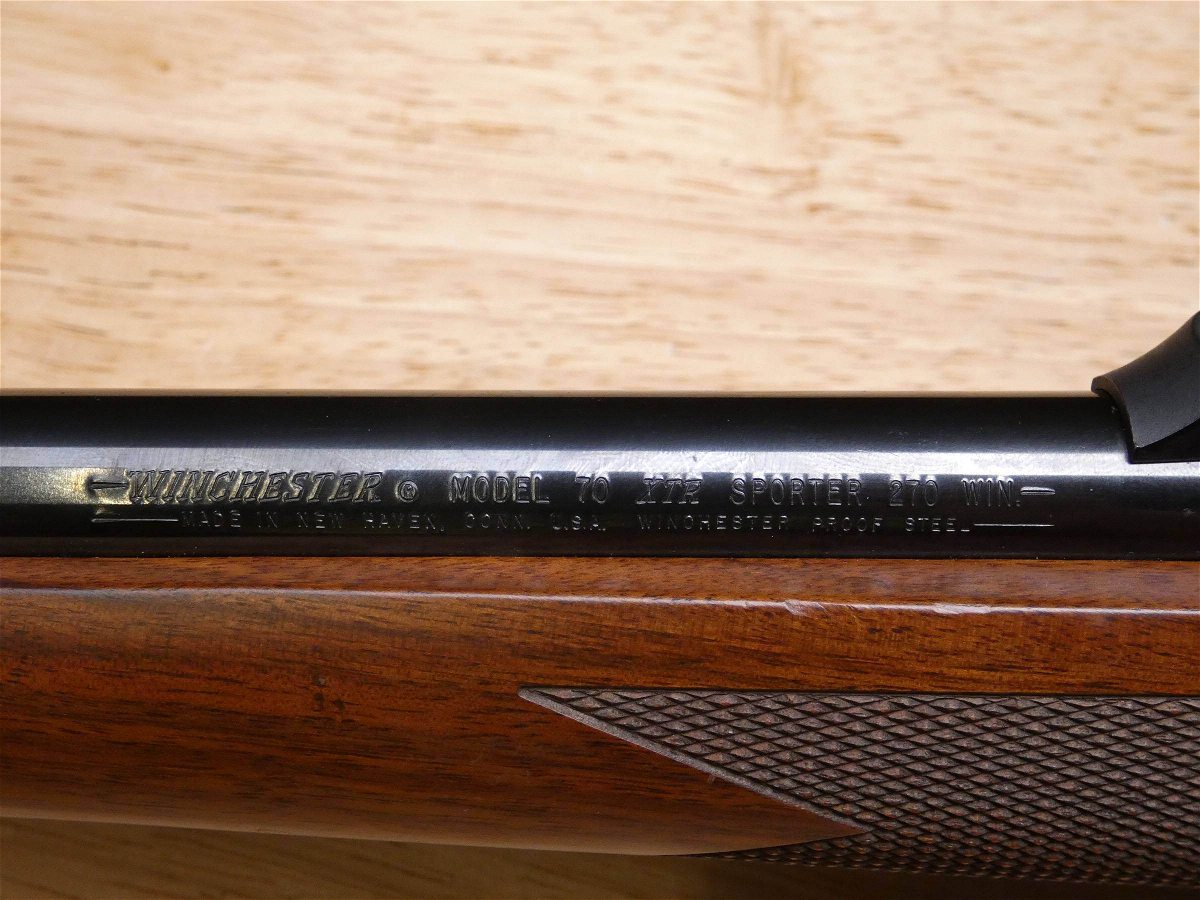 WINCHESTER ® MODEL 70 XTR SPORTER 270 WIN.
MADE IN NEW HAVEN, CONN. U.S.A. WINCHESTER PROOF STEEL